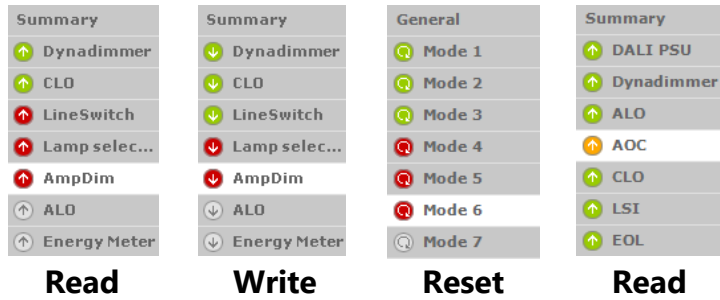 Summary
Dynadimmer
CLO
LineSwitch
Lamp selec...
AmpDim
ALO
Energy Meter
Read
Summary
Dynadimmer
CLO
LineSwitch
Lamp selec...
AmpDim
ALO
Energy Meter
Write
General
Mode 1
Mode 2
Mode 3
Mode 4
Mode 5
Mode 6
Mode 7
Reset
Summary
DALI PSU
Dynadimmer
ALO
AOC
CLO
LSI
EOL
Read